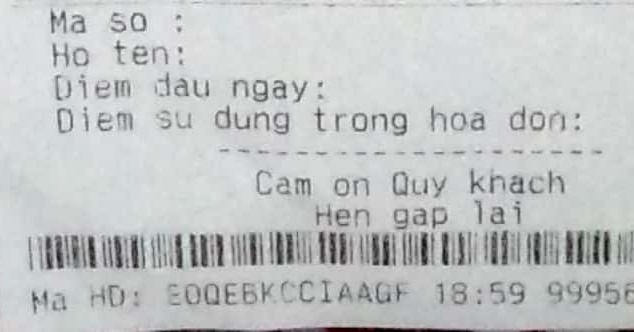 Ma so :
Ho ten:
Diem dau ngay:
Diem su dung trong hoa don:
--------------------
Cam on Quy khach
Hen gap lai
Ma HD: EOQEBKCCIAAGF 18:59 99956